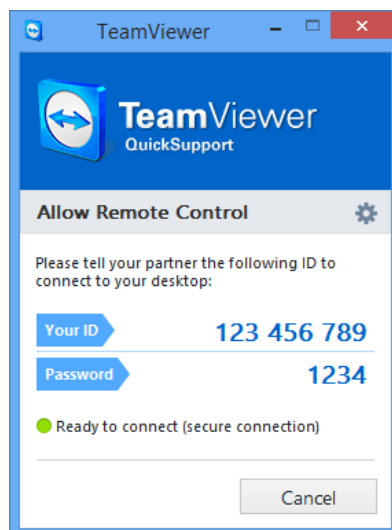 TeamViewer
TeamViewer
QuickSupport
Allow Remote Control
Please tell your partner the following ID to
connect to your desktop:
Your ID 123 456 789
Password 1234
Ready to connect (secure connection)
Cancel